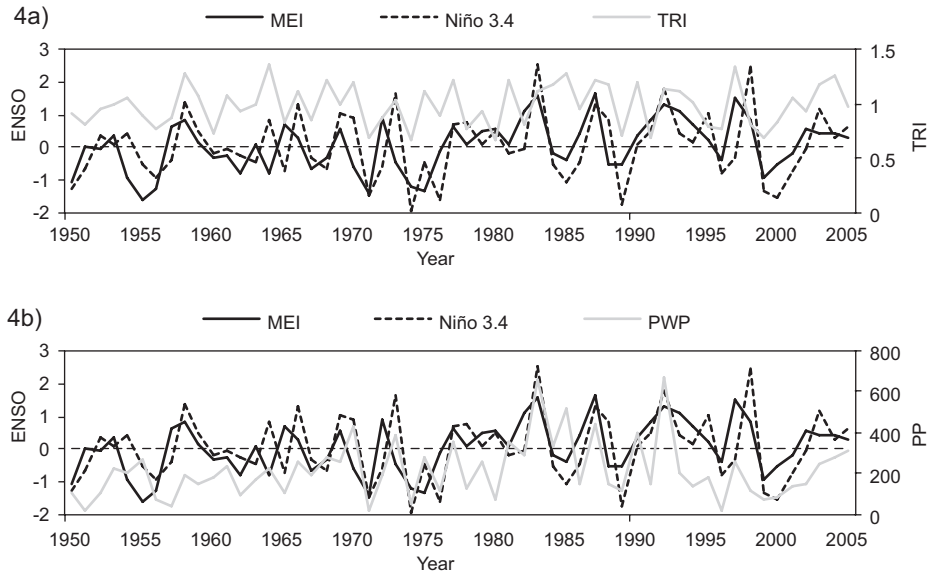 4a)
MEI Niño 3.4 TRI
3 1.5
2
1 1
ENSO TRI
0
0.5
-1
-2 0
1950 1955 1960 1965 1970 1975 1980 1985 1990 1995 2000 2005
Year
4b)
MEI Niño 3.4 PWP
3 800
2 600
1
ENSO 400 PP
0
200
-1
-2 0
1950 1955 1960 1965 1970 1975 1980 1985 1990 1995 2000 2005
Year